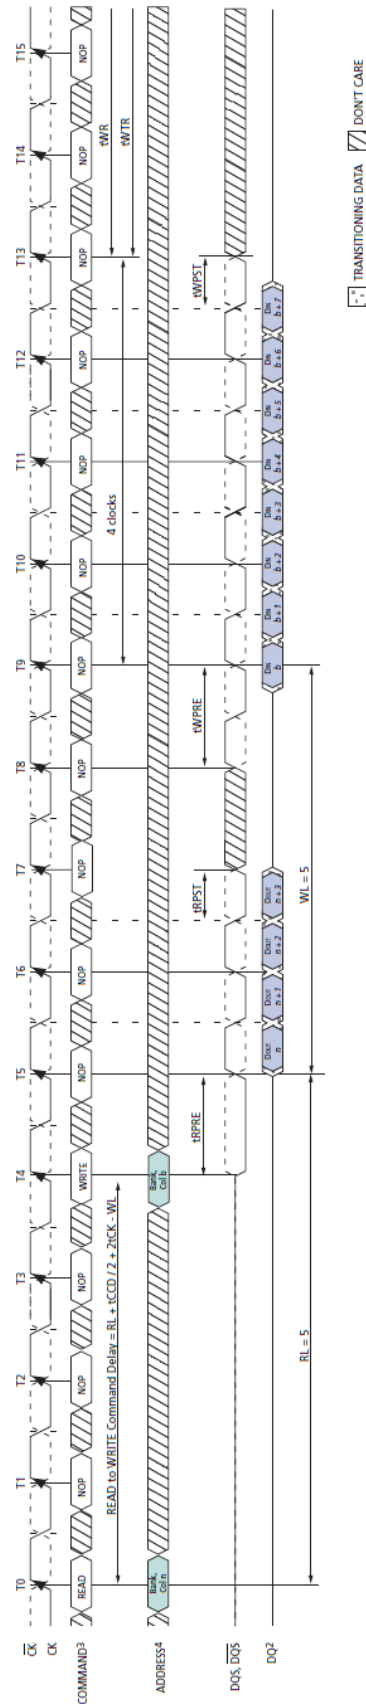 T0 T1 T2 T3 T4 T5 T6 T7 T8 T9 T10 T11 T12 T13 T14 T15
CK
CK
COMMAND3 READ NOP NOP NOP WRITE NOP NOP NOP NOP NOP NOP NOP NOP NOP NOP NOP
READ to WRITE Command Delay = RL + tCCD / 2 + 2tCK - WL
4 clocks
tWR
tWTR
ADDRESS4
Bank,
Col n
Bank,
Col b
tRPRE tRPST tWPRE tWPST
DQS, DQS
DQ2
DOUT
n
DOUT
n + 1
DOUT
n + 2
DOUT
n + 3
DIN
b
DIN
b + 1
DIN
b + 2
DIN
b + 3
DIN
b + 4
DIN
b + 5
DIN
b + 6
DIN
b + 7
RL = 5
WL = 5
TRANSITIONING DATA
DON'T CARE